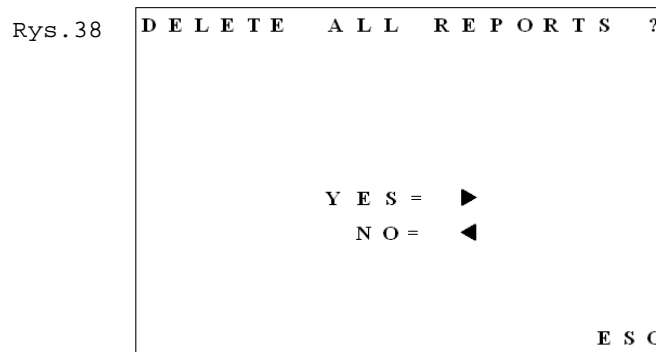 Rys.38
DELETE ALL REPORTS ?
YES= ▶
NO= ◀
ESC